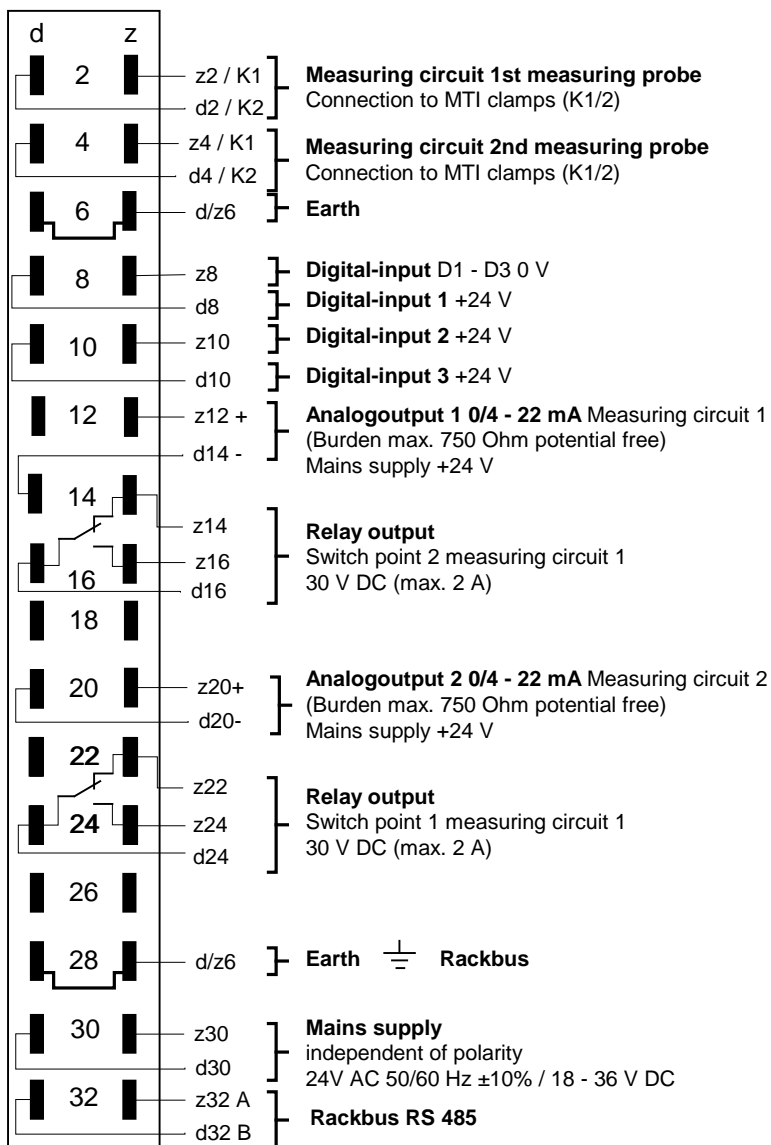 d z
2 z2 / K1 Measuring circuit 1st measuring probe
d2 / K2 Connection to MTI clamps (K1/2)
4 z4 / K1 Measuring circuit 2nd measuring probe
d4 / K2 Connection to MTI clamps (K1/2)
6 d/z6 Earth
8 z8 Digital-input D1 - D3 0 V
d8 Digital-input 1 +24 V
10 z10 Digital-input 2 +24 V
d10 Digital-input 3 +24 V
12 z12 + Analogoutput 1 0/4 - 22 mA Measuring circuit 1
(Burden max. 750 Ohm potential free)
d14 - Mains supply +24 V
14
z14 Relay output
z16 Switch point 2 measuring circuit 1
16 d16 30 V DC (max. 2 A)
18
20 z20+ Analogoutput 2 0/4 - 22 mA Measuring circuit 2
(Burden max. 750 Ohm potential free)
d20- Mains supply +24 V
22
z22 Relay output
24 z24 Switch point 1 measuring circuit 1
d24 30 V DC (max. 2 A)
26
28 d/z6 Earth Rackbus
30 z30 Mains supply
independent of polarity
d30 24V AC 50/60 Hz ±10% / 18 - 36 V DC
32 z32 A Rackbus RS 485
d32 B